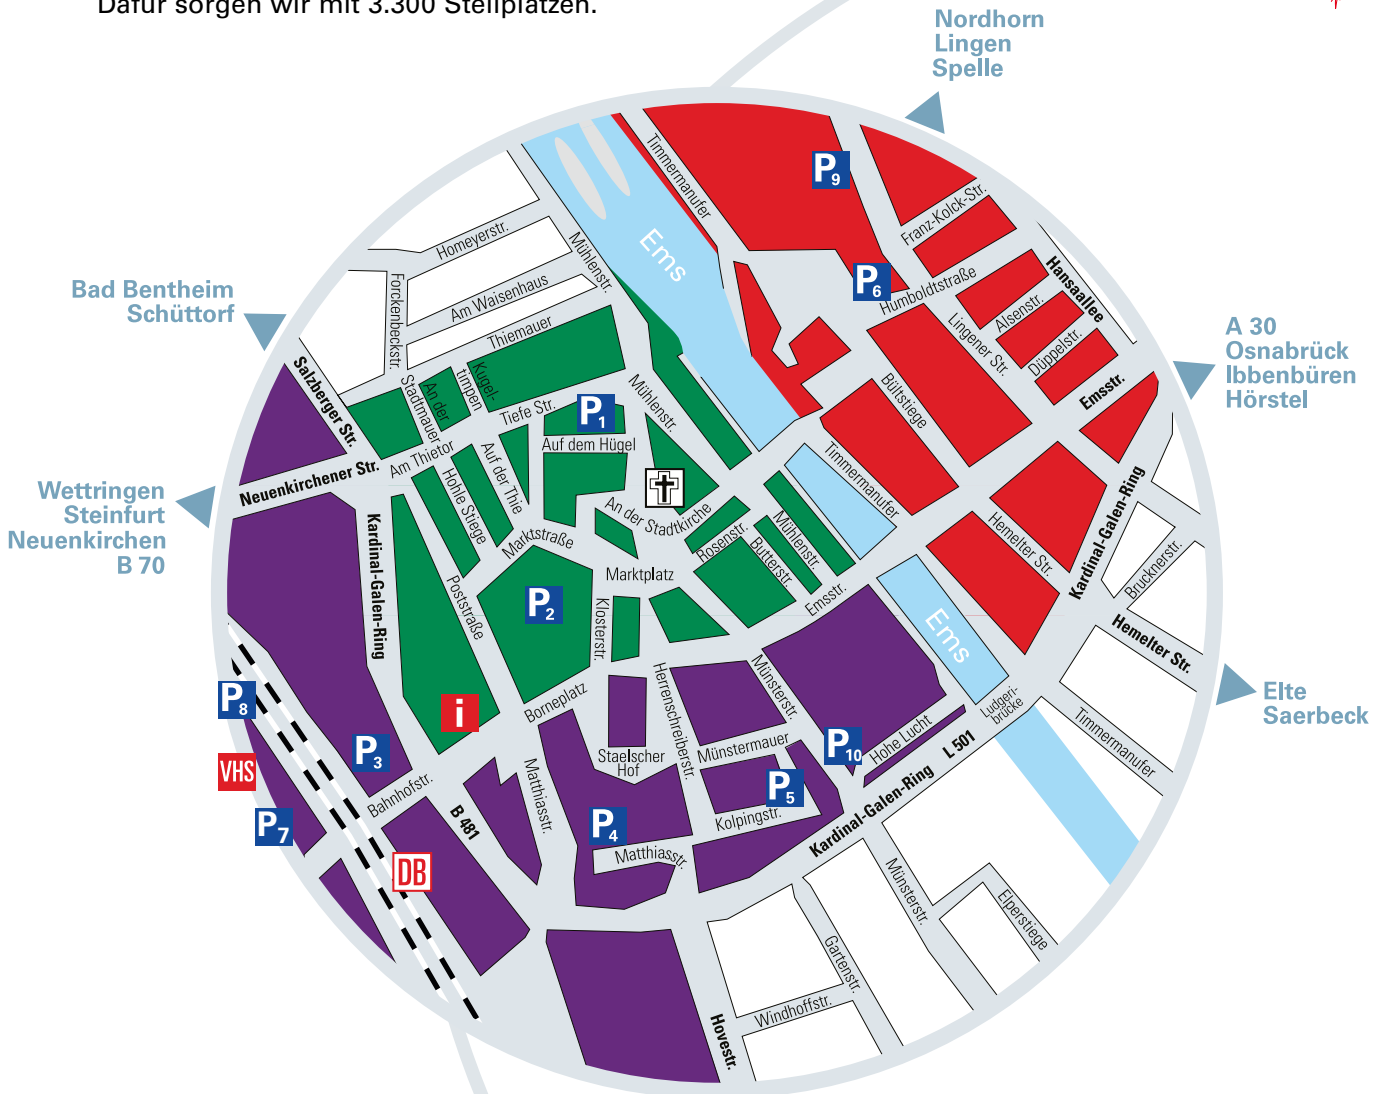 Dafür sorgen wir mit 3.300 Stellplätzen.
Nordhorn
Lingen
Spelle
Bad Bentheim
Schüttorf
A 30
Osnabrück
Ibbenbüren
Hörstel
Wettringen
Steinfurt
Neuenkirchen
B 70
Elte
Saerbeck
Timmermanufer
P9
Ems
Franz-Kolck-Str.
Homeyerstr.
Mühlenstr.
Hansaallee
P6
Humboldtstraße
Forckenbeckstr.
Am Waisenhaus
Thiemauer
Lingener Str.
Alsenstr.
Düppelstr.
Emsstr.
Salzberger Str.
Stadtmauer
An der
Kugel-
timpen
Tiefe Str.
P1
Mühlenstr.
Bültstiege
Auf dem Hügel
Neuenkirchener Str.
Am Thietor
Hohle Stiege
Auf der Thie
An der Stadtkirche
Timmermanufer
Kardinal-Galen-Ring
Marktstraße
Rosenstr.
Butterstr.
Mühlenstr.
Hemelter Str.
Kardinal-Galen-Ring
Brucknerstr.
Marktplatz
Emsstr.
Poststraße
P2
Klosterstr.
Ems
Hemelter Str.
P8
i
Borneplatz
Herrenschreiberstr.
Münsterstr.
Ludgeri-
brücke
Timmermanufer
VHS
P3
Staelscher
Hof
Münstermauer
P10
Hohe Lucht
L 501
Bahnhofstr.
Matthiasstr.
P5
Kardinal-Galen-Ring
P7
B 481
P4
Kolpingstr.
Matthiasstr.
DB
Münsterstr.
Elperstiege
Gartenstr.
Windhoffstr.
Hovestr.